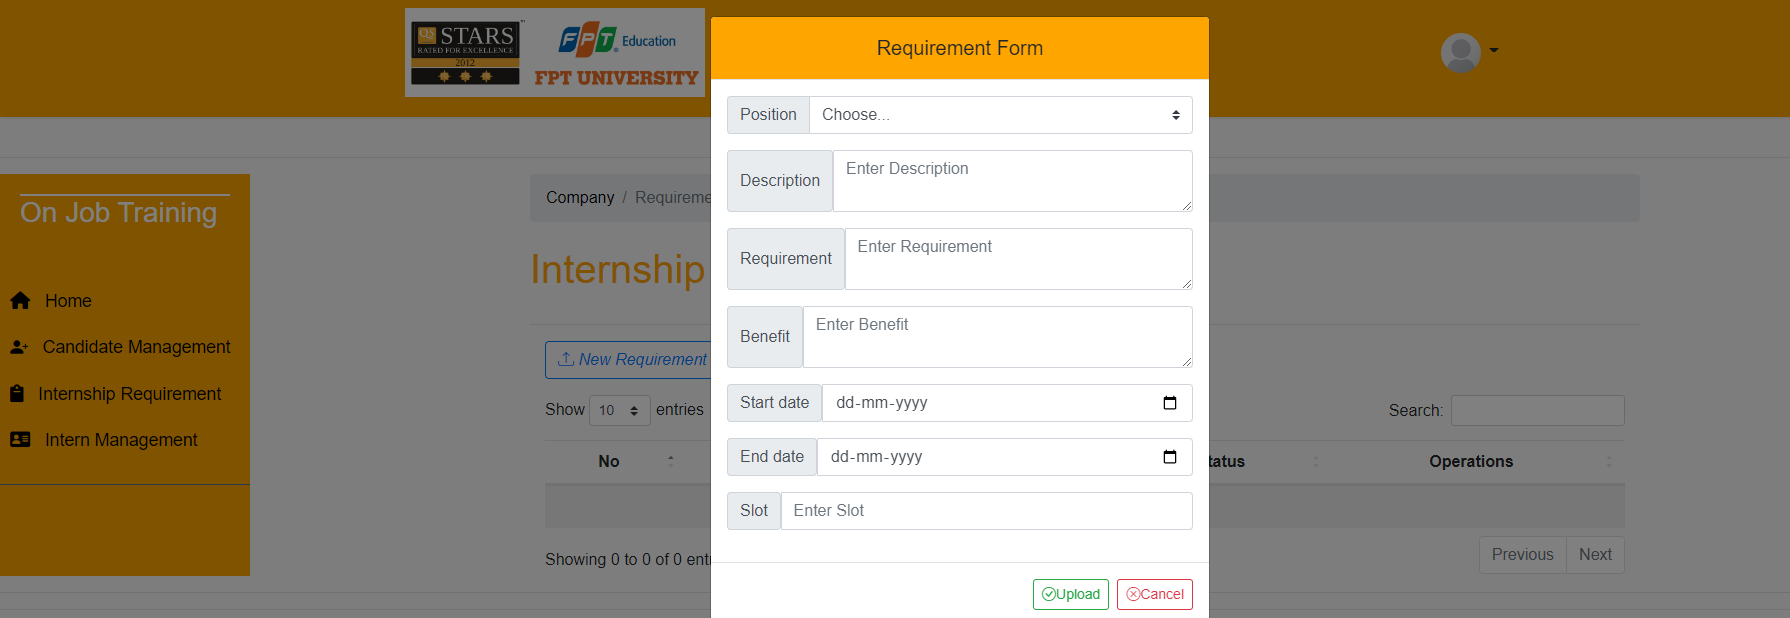 QS STARS™
RATED FOR EXCELLENCE
2012
FPT Education
FPT UNIVERSITY
Requirement Form
Position Choose...
Description Enter Description
Requirement Enter Requirement
Benefit Enter Benefit
Start date dd-mm-yyyy
End date dd-mm-yyyy
Slot Enter Slot
Upload Cancel
On Job Training
Home
Candidate Management
Internship Requirement
Intern Management
Company / Requireme
Internship
New Requirement
Show 10 entries
Search:
No tatus Operations
Showing 0 to 0 of 0 ent
Previous Next